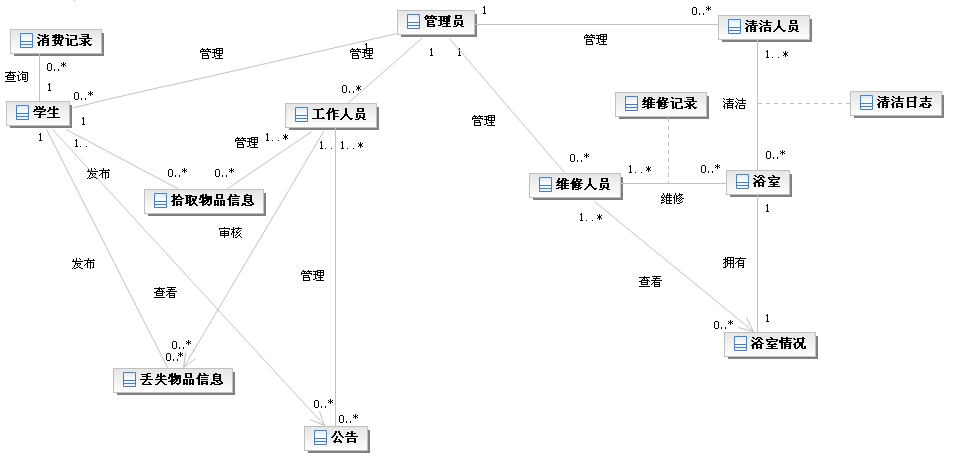 管理员
1
0..*
清洁人员
消费记录
管理
1
管理
1
1
管理
1..*
0..*
查询
1
0..*
0..*
维修记录
清洁
清洁日志
学生
1
工作人员
管理
1
1..
管理
1..*
1..
1..*
0..*
0..*
发布
0..*
0..*
1..*
0..*
维修人员
浴室
拾取物品信息
维修
1
1..*
审核
发布
管理
拥有
查看
查看
1
0..*
0..*
0..*
浴室情况
丢失物品信息
0..*
0..*
公告